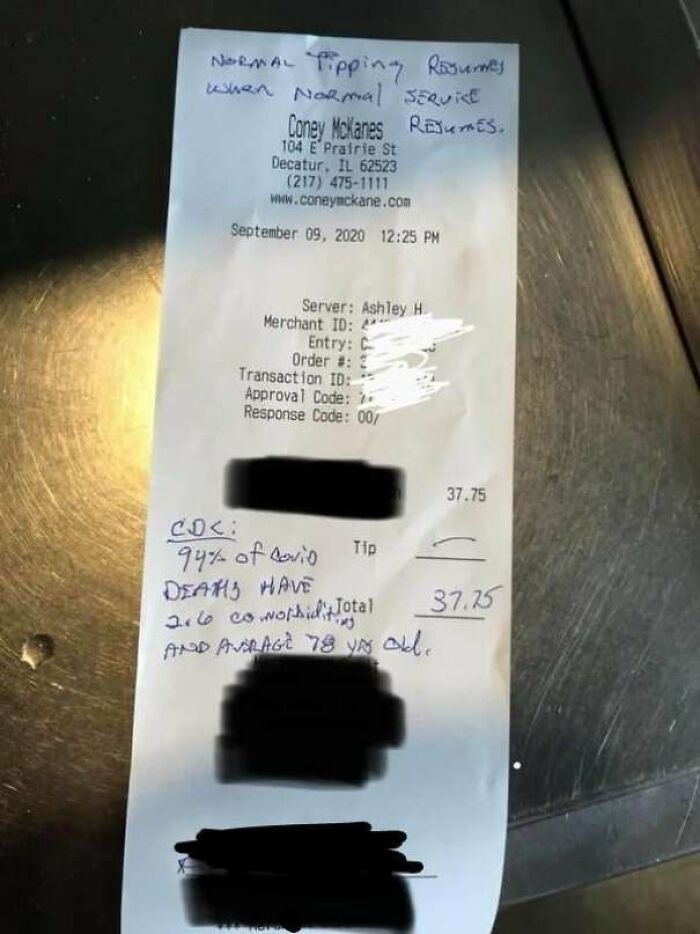 NORMAL Tipping RESUMES
WHEN NORMAL SERVICE
RESUMES.
Coney McKanes
104 E Prairie St
Decatur, IL 62523
(217) 475-1111
www.coneymckane.com
September 09, 2020 12:25 PM
Server: Ashley H
Merchant ID:
Entry: C
Order #:
Transaction ID:
Approval Code:
Response Code: 00/
37.75
CDC:
94% of Covid
Tip
DEATHS HAVE
2.6 comorbidities
Total 37.75
AND AVERAGE 78 yrs old.